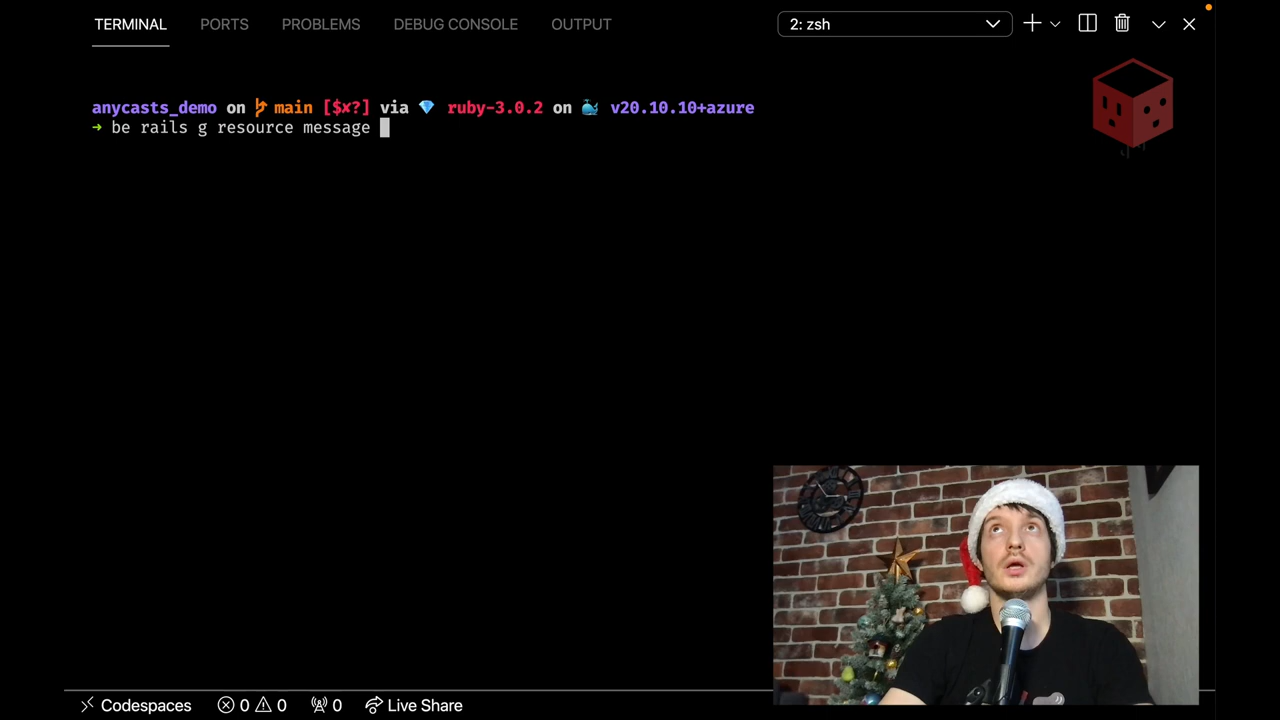 TERMINAL PORTS PROBLEMS DEBUG CONSOLE OUTPUT 2: zsh
anycasts_demo on main [$✘?] via 💎 ruby-3.0.2 on 🐳 v20.10.10+azure
➜ be rails g resource message
Codespaces 0 0 0 Live Share